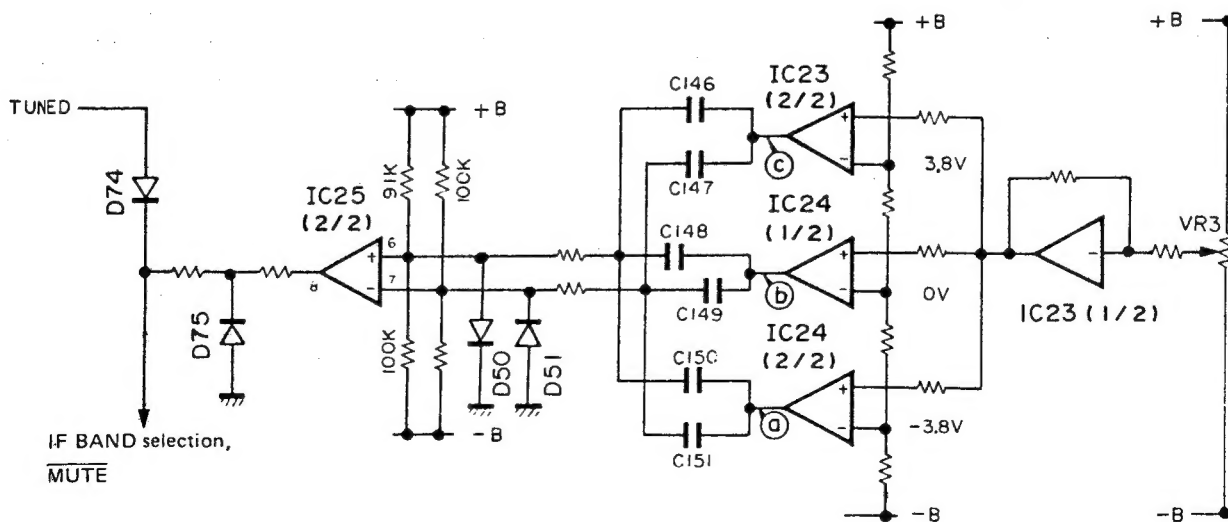 +B
+B
TUNED
D74
D75
IF BAND selection,
MUTE
IC25
(2/2)
8
6
7
+
-
+B
91K
100K
100K
-B
D50
D51
C146
C147
C148
C149
C150
C151
IC23
(2/2)
+
-
c
3.8V
IC24
(1/2)
+
-
b
0V
IC24
(2/2)
+
-
a
-3.8V
-
IC23 (1/2)
VR3
-B
-B